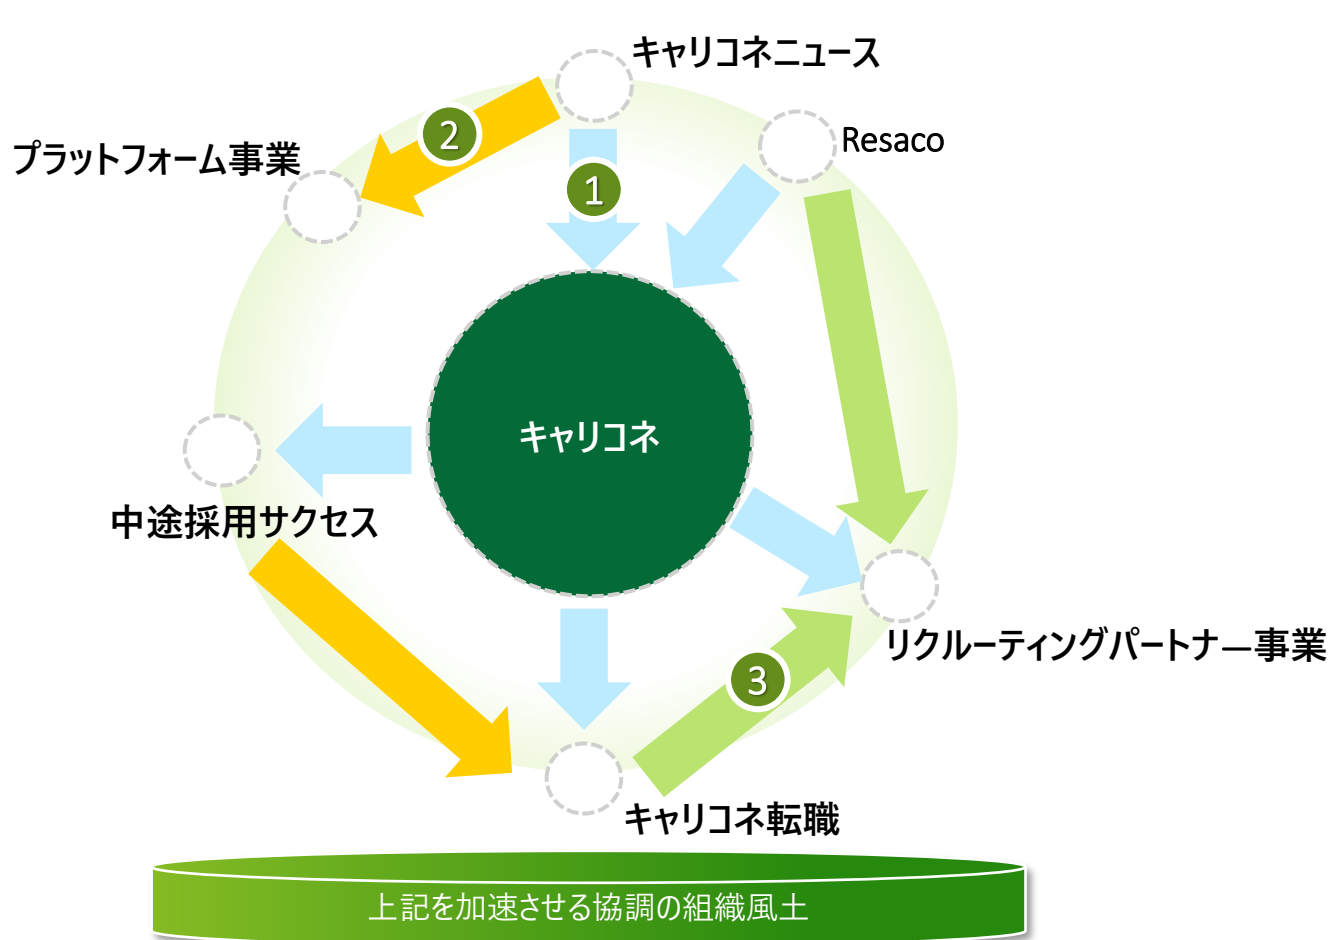 キャリコネニュース
Resaco
2
プラットフォーム事業
1
キャリコネ
中途採用サクセス
リクルーティングパートナー事業
3
キャリコネ転職
上記を加速させる協調の組織風土